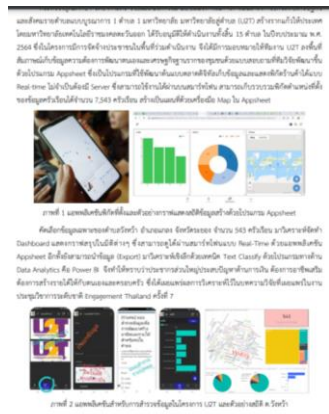 และสังคมรายตำบลแบบบูรณาการ 1 ตำบล 1 มหาวิทยาลัย มหาวิทยาลัยสู่ตำบล (U2T) สร้างรากแก้วให้ประเทศ
โดยมหาวิทยาลัยเทคโนโลยีราชมงคลตะวันออก ได้รับอนุมัติให้ดำเนินงานทั้งสิ้น 15 ตำบล ในปีงบประมาณ พ.ศ.
2564 ซึ่งในโครงการมีการจัดจ้างประชาชนในพื้นที่ร่วมดำเนินงาน จึงได้มีการมอบหมายให้ทีมงาน U2T ลงพื้นที่
สัมภาษณ์เก็บข้อมูลความต้องการพัฒนาตนเองและเศรษฐกิจฐานรากของชุมชนด้วยแบบสอบถามที่ทีมวิจัยพัฒนาขึ้น
ด้วยโปรแกรม Appsheet ซึ่งเป็นโปรแกรมที่ใช้พัฒนาต้นแบบแพลตฟอร์มดิจิทัลเก็บข้อมูลและแสดงพิกัดร้านค้าได้แบบ
Real-time ไม่จำเป็นต้องมี Server ซึ่งสามารถใช้งานได้ผ่านบนสมาร์ทโฟน สามารถเก็บรวบรวมพิกัดตำแหน่งที่ตั้ง
ของข้อมูลครัวเรือนได้จำนวน 7,543 ครัวเรือน สร้างเป็นแผนที่ด้วยเครื่องมือ Map ใน Appsheet
ภาพที่ 1 แอพพลิเคชันพิกัดที่ตั้งและตัวอย่างกราฟแสดงสถิติข้อมูลสร้างด้วยโปรแกรม Appsheet
คัดเลือกข้อมูลเฉพาะของตำบลวังหว้า อำเภอแกลง จังหวัดระยอง จำนวน 543 ครัวเรือน มาวิเคราะห์จัดทำ
Dashboard แสดงกราฟสรุปในมิติต่างๆ ซึ่งสามารถดูได้ผ่านสมาร์ทโฟนแบบ Real-Time ด้วยแอพพลิเคชัน
Appsheet อีกทั้งยังสามารถนำข้อมูล (Export) มาวิเคราะห์เชิงลึกด้วยเทคนิค Text Classify ด้วยโปรแกรมทางด้าน
Data Analytics คือ Power BI จึงทำให้ทราบว่าประชากรส่วนใหญ่ประสบปัญหาด้านการเงิน ต้องการอาชีพเสริม
ต้องการสร้างรายได้ให้กับตนเองและครอบครัว ซึ่งได้เผยแพร่ผลการวิเคราะห์ไว้ในบทความวิจัยที่เผยแพร่ในงาน
ประชุมวิชาการระดับชาติ Engagement Thailand ครั้งที่ 7
U2T
ภาพที่ 2 แอพพลิเคชันสำหรับการสำรวจข้อมูลในโครงการ U2T และตัวอย่างสถิติ ต.วังหว้า